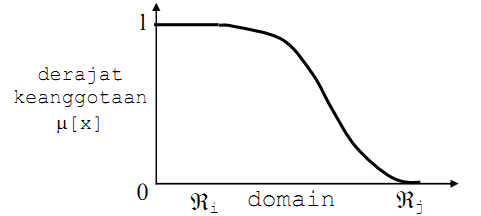 1
derajat
keanggotaan
μ[x]
0
ℜi domain ℜj